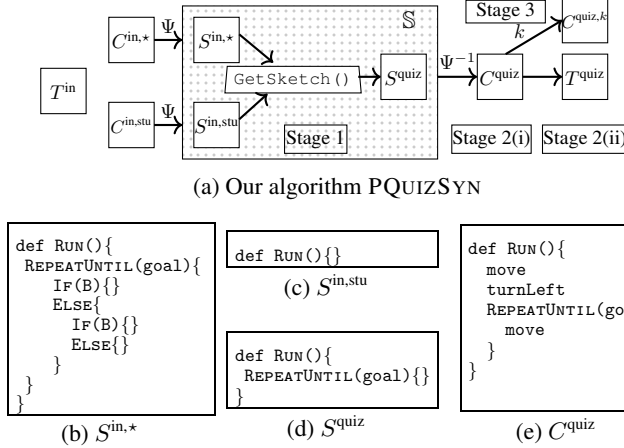 Stage 3
C^quiz,k
C^in,⋆ Ψ S^in,⋆ 𝕊 k
T^in GetSketch() S^quiz Ψ^−1 C^quiz T^quiz
C^in,stu Ψ S^in,stu
Stage 1 Stage 2(i) Stage 2(ii)
(a) Our algorithm PQUIZSYN
def RUN(){
REPEATUNTIL(goal){
IF(B){}
ELSE{
IF(B){}
ELSE{}
}
}
}
(b) S^in,⋆
def RUN(){}
(c) S^in,stu
def RUN(){
REPEATUNTIL(goal){}
}
(d) S^quiz
def RUN(){
move
turnLeft
REPEATUNTIL(go
move
}
}
(e) C^quiz